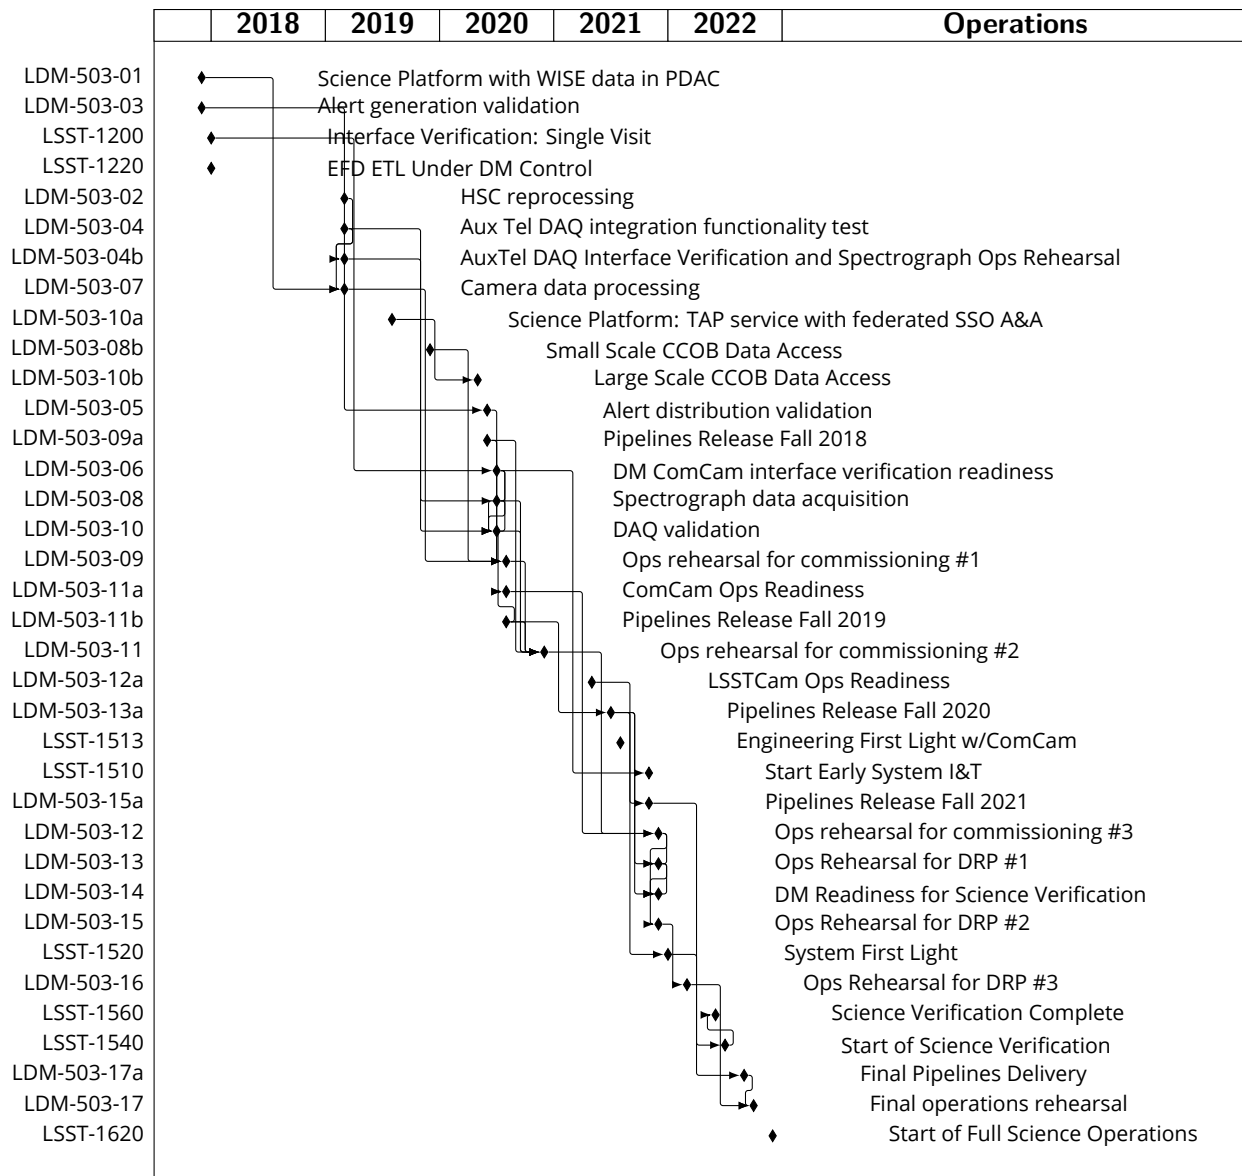 2018 2019 2020 2021 2022 Operations
LDM-503-01 Science Platform with WISE data in PDAC
LDM-503-03 Alert generation validation
LSST-1200 Interface Verification: Single Visit
LSST-1220 EFD ETL Under DM Control
LDM-503-02 HSC reprocessing
LDM-503-04 Aux Tel DAQ integration functionality test
LDM-503-04b AuxTel DAQ Interface Verification and Spectrograph Ops Rehearsal
LDM-503-07 Camera data processing
LDM-503-10a Science Platform: TAP service with federated SSO A&A
LDM-503-08b Small Scale CCOB Data Access
LDM-503-10b Large Scale CCOB Data Access
LDM-503-05 Alert distribution validation
LDM-503-09a Pipelines Release Fall 2018
LDM-503-06 DM ComCam interface verification readiness
LDM-503-08 Spectrograph data acquisition
LDM-503-10 DAQ validation
LDM-503-09 Ops rehearsal for commissioning #1
LDM-503-11a ComCam Ops Readiness
LDM-503-11b Pipelines Release Fall 2019
LDM-503-11 Ops rehearsal for commissioning #2
LDM-503-12a LSSTCam Ops Readiness
LDM-503-13a Pipelines Release Fall 2020
LSST-1513 Engineering First Light w/ComCam
LSST-1510 Start Early System I&T
LDM-503-15a Pipelines Release Fall 2021
LDM-503-12 Ops rehearsal for commissioning #3
LDM-503-13 Ops Rehearsal for DRP #1
LDM-503-14 DM Readiness for Science Verification
LDM-503-15 Ops Rehearsal for DRP #2
LSST-1520 System First Light
LDM-503-16 Ops Rehearsal for DRP #3
LSST-1560 Science Verification Complete
LSST-1540 Start of Science Verification
LDM-503-17a Final Pipelines Delivery
LDM-503-17 Final operations rehearsal
LSST-1620 Start of Full Science Operations